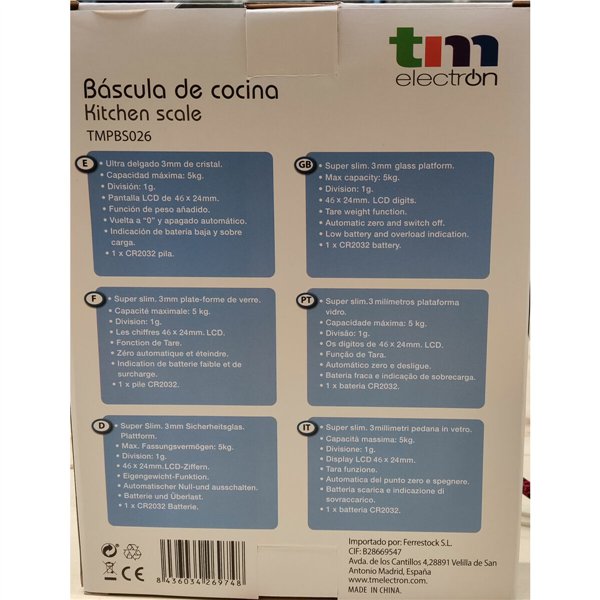 tm
electron
Báscula de cocina
Kitchen scale
TMPBS026
E
• Ultra delgado 3mm de cristal.
• Capacidad máxima: 5kg.
• División: 1g.
• Pantalla LCD de 46 x 24mm.
• Función de peso añadido.
• Vuelta a "0" y apagado automático.
• Indicación de batería baja y sobre
carga.
• 1 x CR2032 pila.
GB
• Super slim. 3mm glass platform.
• Max capacity: 5kg.
• Division: 1g.
• 46 x 24mm. LCD digits.
• Tare weight function.
• Automatic zero and switch off.
• Low battery and overload indication.
• 1 x CR2032 battery.
F
• Super slim. 3mm plate-forme de verre.
• Capacité maximale: 5 kg.
• Division: 1g.
• Les chiffres 46 x 24mm. LCD.
• Fonction de Tare.
• Zéro automatique et éteindre.
• Indication de batterie faible et de
surcharge.
• 1 x pile CR2032.
PT
• Super slim.3 milímetros plataforma
vidro.
• Capacidade máxima: 5 kg.
• Divisão: 1g.
• Os dígitos de 46 x 24mm. LCD.
• Função de Tara.
• Automático zero e desligue.
• Bateria fraca e indicação de sobrecarga.
• 1 x bateria CR2032.
D
• Super Slim. 3mm Sicherheitsglas.
Plattform.
• Max. Fassungsvermögen: 5kg.
• Division: 1g.
• 46 x 24mm.LCD-Ziffern.
• Eigengewicht-Funktion.
• Automatischer Null-und ausschalten.
• Batterie und Überlast.
• 1 x CR2032 Batterie.
IT
• Super slim. 3millimetri pedana in vetro.
• Capacità massima: 5kg.
• Divisione: 1g.
• Display LCD 46 x 24mm.
• Tara funzione.
• Automatica del punto zero e spegnere.
• Batteria scarica e indicazione di
sovraccarico.
• 1 x batteria CR2032.
8 436034 269748
Importado por: Ferrestock S.L.
CIF: B28669547
Avda. de los Cantillos 4,28891 Velilla de San
Antonio Madrid, España
www.tmelectron.com
MADE IN CHINA.